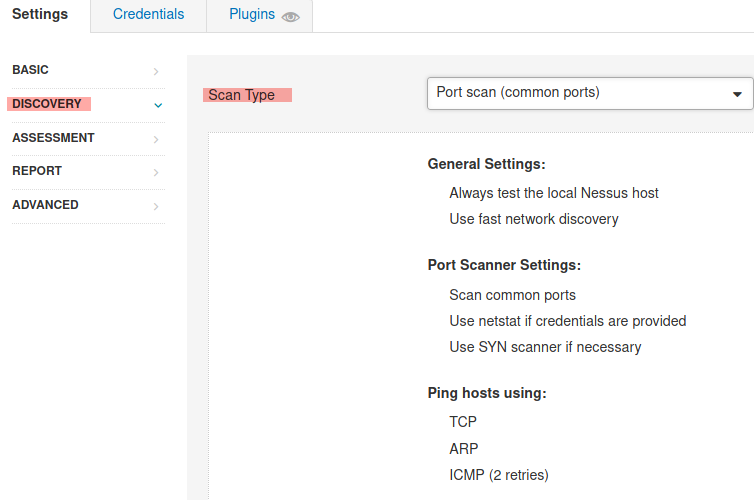 Settings
Credentials
Plugins
BASIC
DISCOVERY
ASSESSMENT
REPORT
ADVANCED
Scan Type
Port scan (common ports)
General Settings:
Always test the local Nessus host
Use fast network discovery
Port Scanner Settings:
Scan common ports
Use netstat if credentials are provided
Use SYN scanner if necessary
Ping hosts using:
TCP
ARP
ICMP (2 retries)